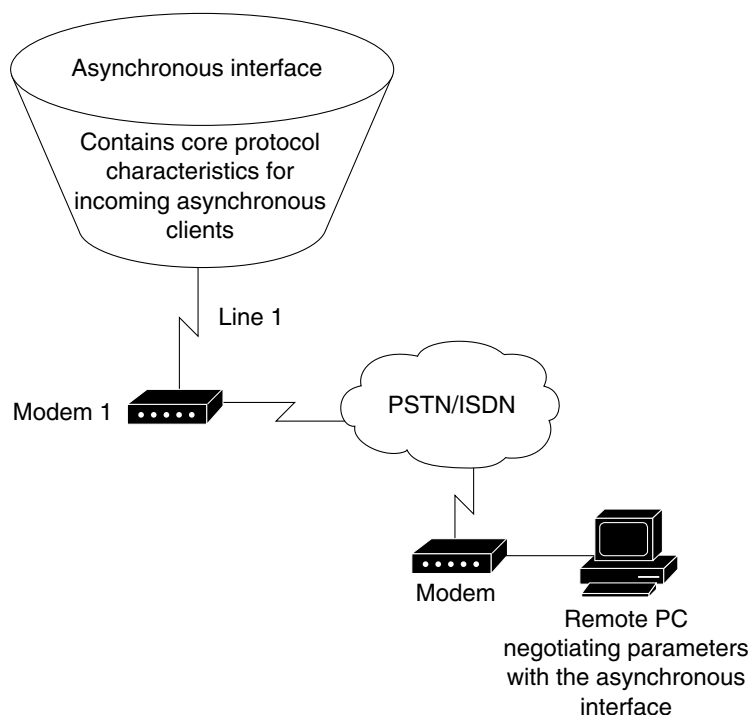 Asynchronous interface
Contains core protocol
characteristics for
incoming asynchronous
clients
Line 1
Modem 1
PSTN/ISDN
Modem
Remote PC
negotiating parameters
with the asynchronous
interface